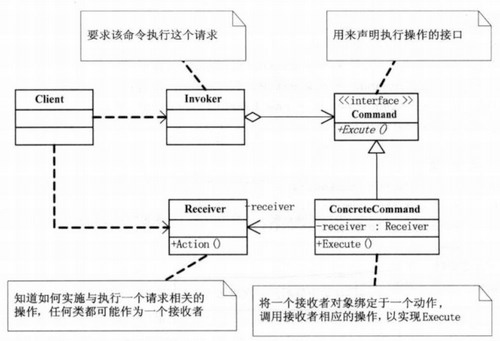 要求该命令执行这个请求
用来声明执行操作的接口
Client
Invoker
<<interface >>
Command
+Excute ()
Receiver
+Action()
-receiver
ConcreteCommand
-receiver : Receiver
+Execute()
知道如何实施与执行一个请求相关的
操作，任何类都可能作为一个接收者
将一个接收者对象绑定于一个动作，
调用接收者相应的操作，以实现Execute